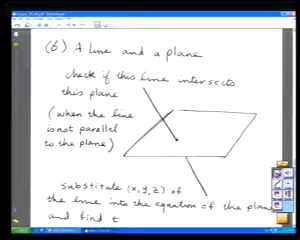 (6) A line and a plane
check if this line intersects
this plane
(when the line
is not parallel
to the plane)
substitute (x, y, z) of
the line into the equation of the plane
and find t